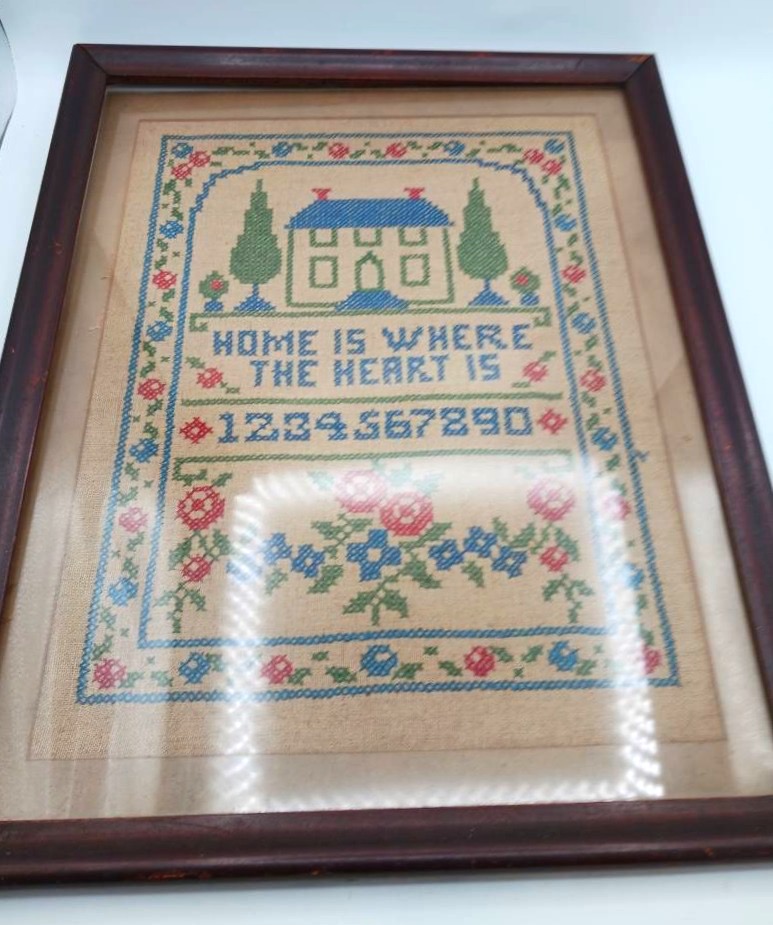 HOME IS WHERE
THE HEART IS
1234567890